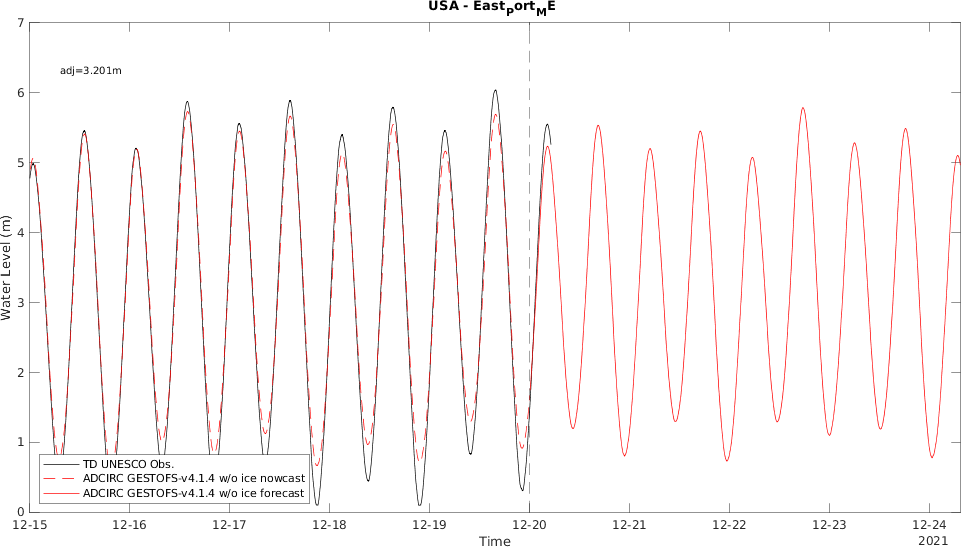 USA - EastPortME
7
adj=3.201m
6
5
4
3
2
1
0
Water Level (m)
TD UNESCO Obs.
ADCIRC GESTOFS-v4.1.4 w/o ice nowcast
ADCIRC GESTOFS-v4.1.4 w/o ice forecast
12-15 12-16 12-17 12-18 12-19 12-20 12-21 12-22 12-23 12-24
Time
2021